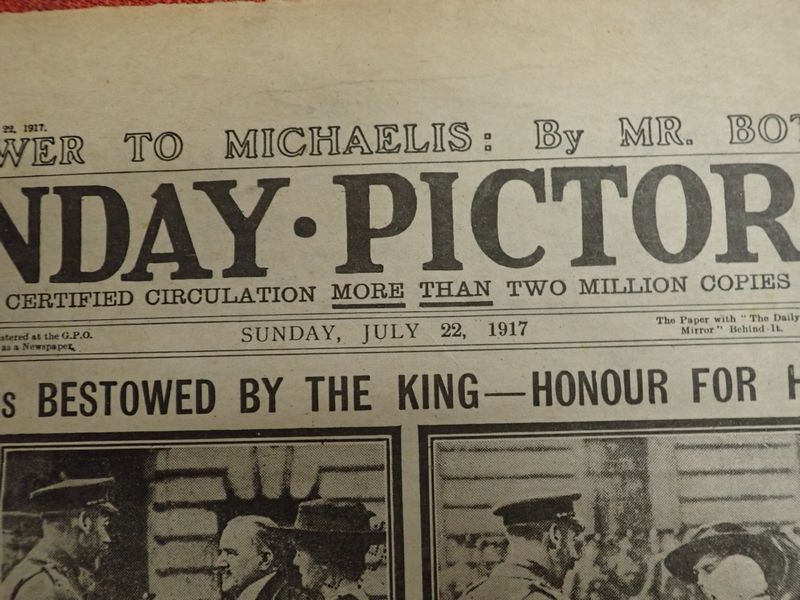 22, 1917.
WER TO MICHAELIS: By MR. BOT
NDAY·PICTOR
CERTIFIED CIRCULATION MORE THAN TWO MILLION COPIES
stered at the G.P.O.
as a Newspaper.
SUNDAY, JULY 22, 1917
The Paper with "The Daily
Mirror" Behind It.
s BESTOWED BY THE KING—HONOUR FOR H